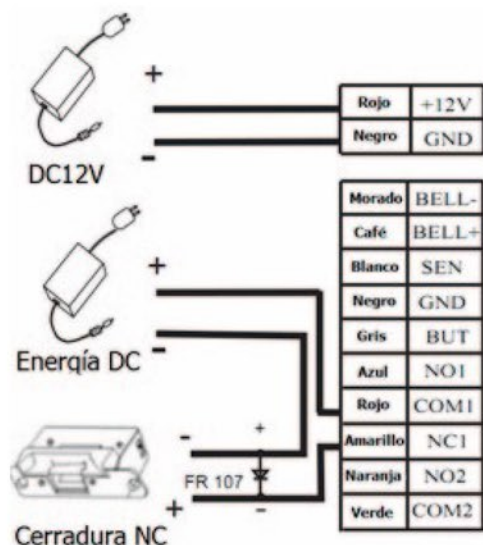 +
Rojo +12V
Negro GND
-
DC12V
Morado BELL-
Café BELL+
Blanco SEN
Negro GND
Gris BUT
Azul NO1
Rojo COM1
Amarillo NC1
Naranja NO2
Verde COM2
+
-
Energía DC
- +
FR 107
+ -
Cerradura NC